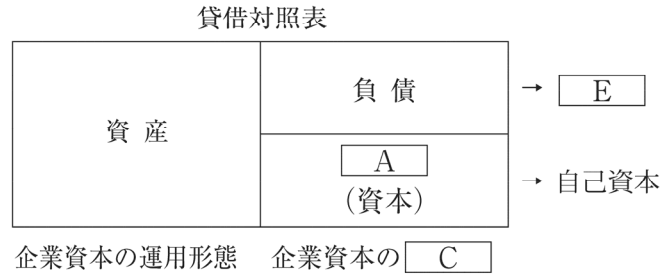 貸借対照表
資産
負債
→ E
A
(資本)
→ 自己資本
企業資本の運用形態
企業資本の C